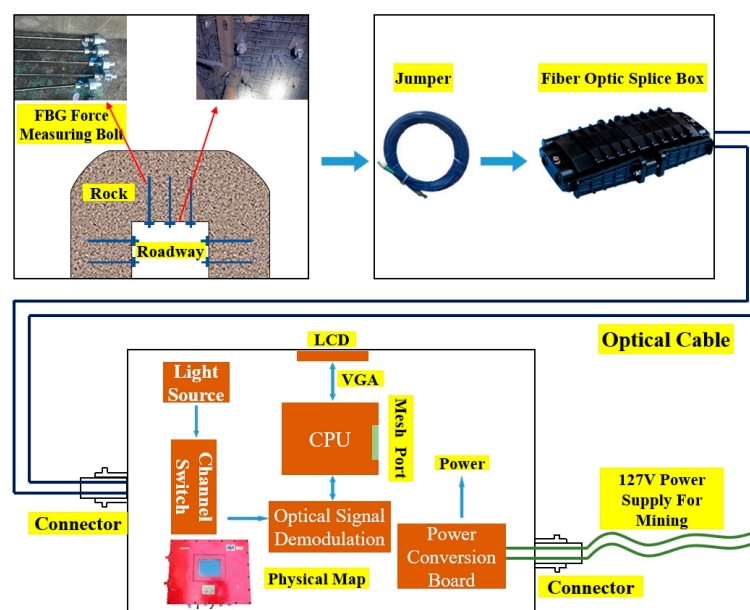 FBG Force
Measuring Bolt
Rock
Roadway
Jumper
Fiber Optic Splice Box
Optical Cable
LCD
VGA
Light
Source
CPU
Mesh Port
Channel
Switch
Optical Signal
Demodulation
Power
Power
Conversion
Board
127V Power
Supply For
Mining
Connector
Physical Map
Connector